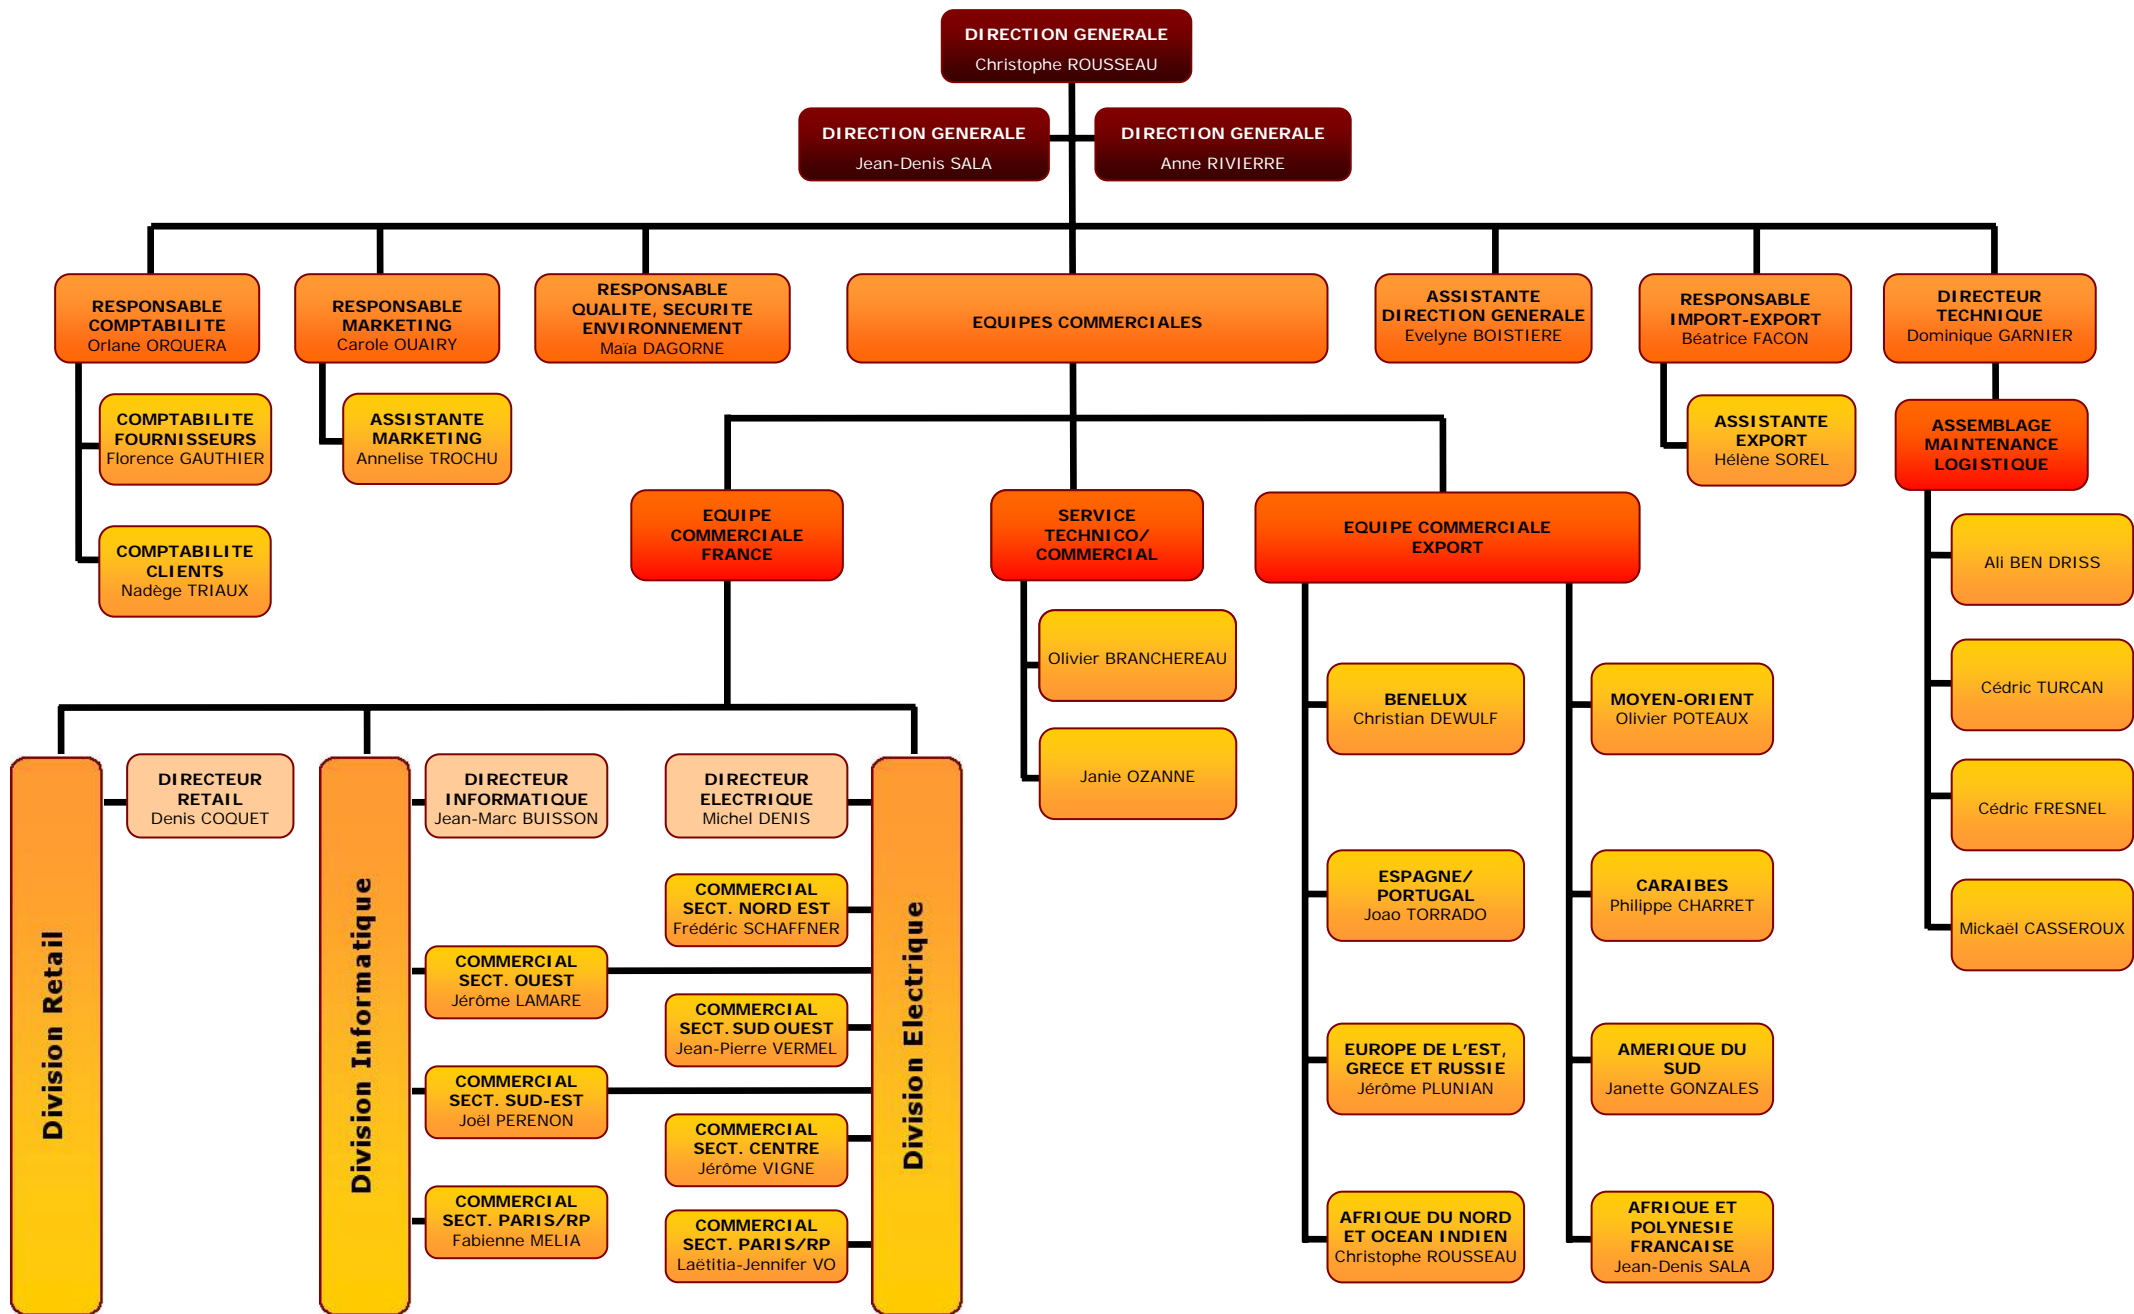 DIRECTION GENERALE
Christophe ROUSSEAU
DIRECTION GENERALE
Jean-Denis SALA
DIRECTION GENERALE
Anne RIVIERRE
RESPONSABLE
COMPTABILITE
Orlane ORQUERA
RESPONSABLE
MARKETING
Carole OUAIRY
RESPONSABLE
QUALITE, SECURITE
ENVIRONNEMENT
Maïa DAGORNE
EQUIPES COMMERCIALES
ASSISTANTE
DIRECTION GENERALE
Evelyne BOISTIERE
RESPONSABLE
IMPORT-EXPORT
Béatrice FACON
DIRECTEUR
TECHNIQUE
Dominique GARNIER
COMPTABILITE
FOURNISSEURS
Florence GAUTHIER
COMPTABILITE
CLIENTS
Nadège TRIAUX
ASSISTANTE
MARKETING
Annelise TROCHU
ASSISTANTE
EXPORT
Hélène SOREL
ASSEMBLAGE
MAINTENANCE
LOGISTIQUE
Ali BEN DRISS
Cédric TURCAN
Cédric FRESNEL
Mickaël CASSEROUX
EQUIPE
COMMERCIALE
FRANCE
SERVICE
TECHNICO/
COMMERCIAL
EQUIPE COMMERCIALE
EXPORT
Olivier BRANCHEREAU
Janie OZANNE
BENELUX
Christian DEWULF
MOYEN-ORIENT
Olivier POTEAUX
ESPAGNE/
PORTUGAL
Joao TORRADO
CARAIBES
Philippe CHARRET
EUROPE DE L'EST,
GRECE ET RUSSIE
Jérôme PLUNIAN
AMERIQUE DU
SUD
Janette GONZALES
AFRIQUE DU NORD
ET OCEAN INDIEN
Christophe ROUSSEAU
AFRIQUE ET
POLYNESIE
FRANCAISE
Jean-Denis SALA
Division Retail
DIRECTEUR
RETAIL
Denis COQUET
Division Informatique
DIRECTEUR
INFORMATIQUE
Jean-Marc BUISSON
COMMERCIAL
SECT. OUEST
Jérôme LAMARE
COMMERCIAL
SECT. SUD-EST
Joël PERENON
COMMERCIAL
SECT. PARIS/RP
Fabienne MELIA
DIRECTEUR
ELECTRIQUE
Michel DENIS
COMMERCIAL
SECT. NORD EST
Frédéric SCHAFFNER
COMMERCIAL
SECT. SUD OUEST
Jean-Pierre VERMEL
COMMERCIAL
SECT. CENTRE
Jérôme VIGNE
COMMERCIAL
SECT. PARIS/RP
Laëtitia-Jennifer VO
Division Electrique